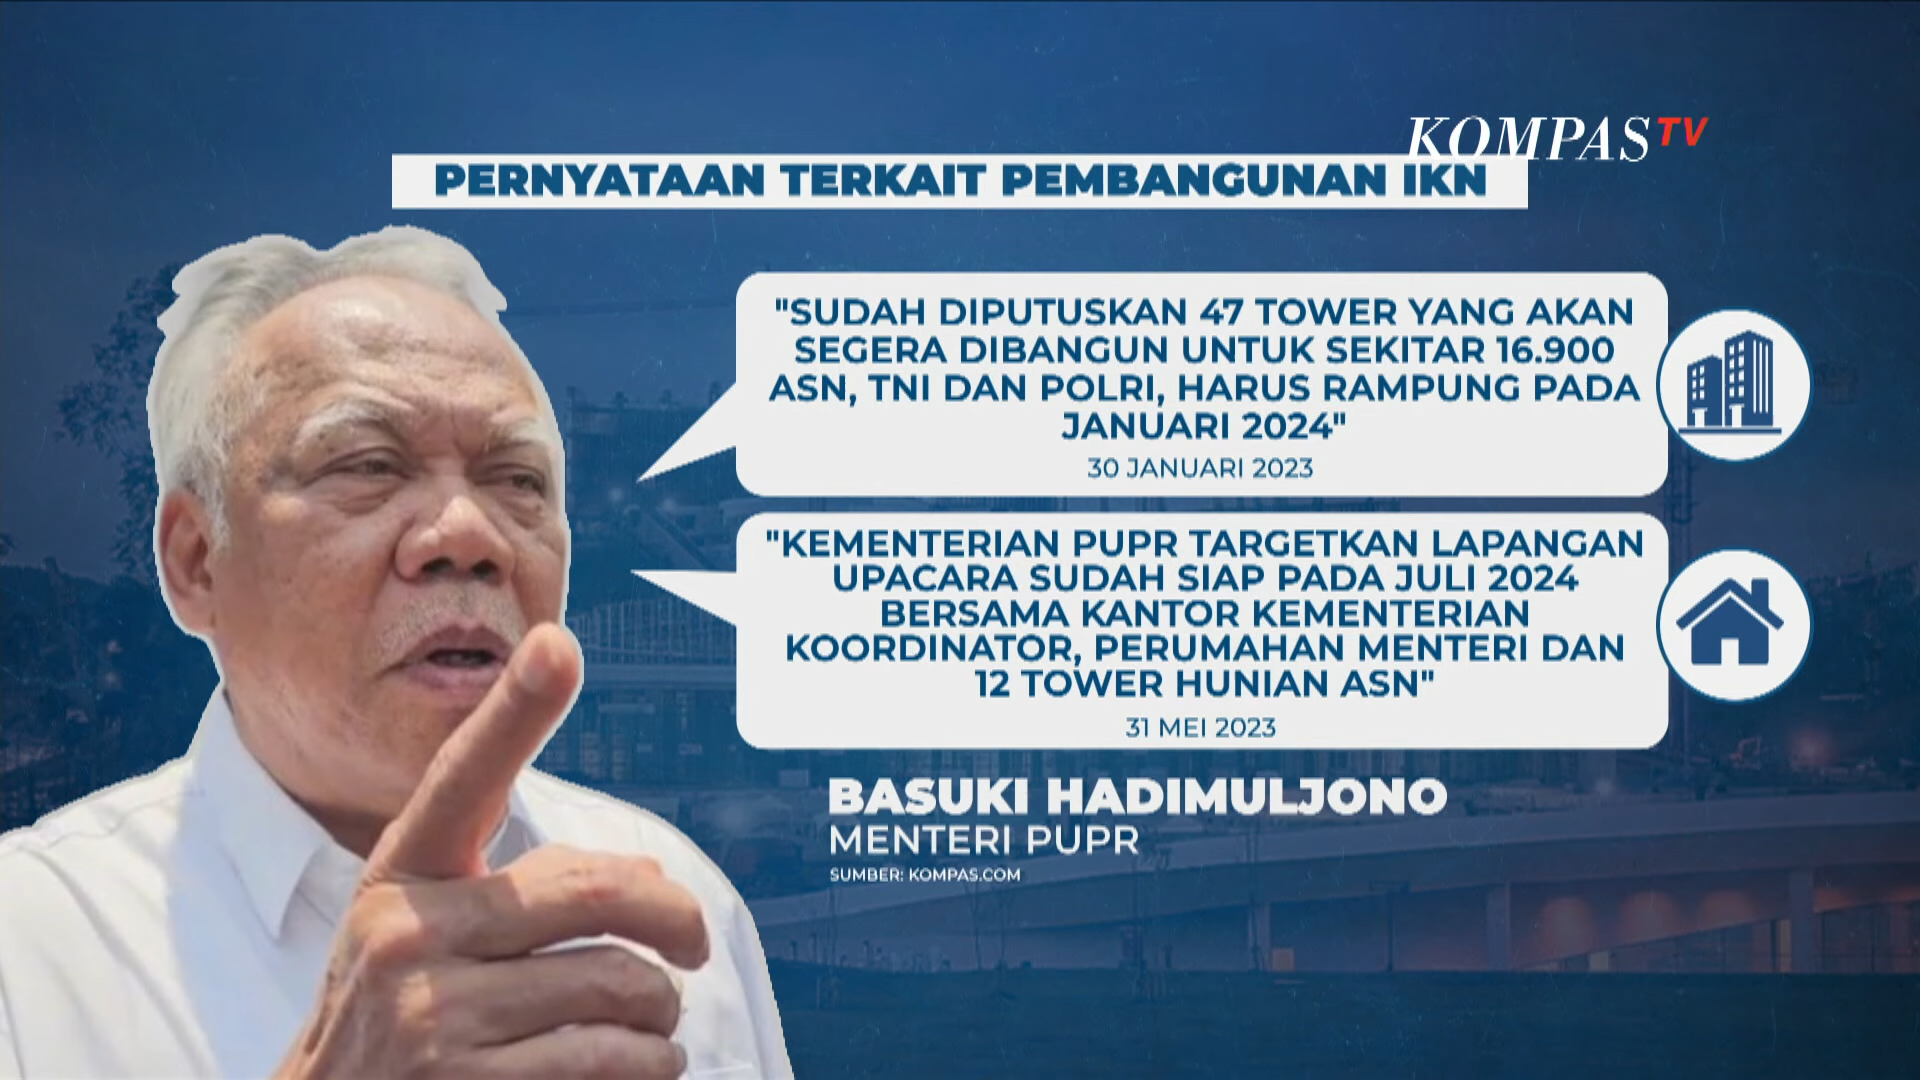 KOMPAS TV
PERNYATAAN TERKAIT PEMBANGUNAN IKN
"SUDAH DIPUTUSKAN 47 TOWER YANG AKAN
SEGERA DIBANGUN UNTUK SEKITAR 16.900
ASN, TNI DAN POLRI, HARUS RAMPUNG PADA
JANUARI 2024"
30 JANUARI 2023
"KEMENTERIAN PUPR TARGETKAN LAPANGAN
UPACARA SUDAH SIAP PADA JULI 2024
BERSAMA KANTOR KEMENTERIAN
KOORDINATOR, PERUMAHAN MENTERI DAN
12 TOWER HUNIAN ASN"
31 MEI 2023
BASUKI HADIMULJONO
MENTERI PUPR
SUMBER: KOMPAS.COM